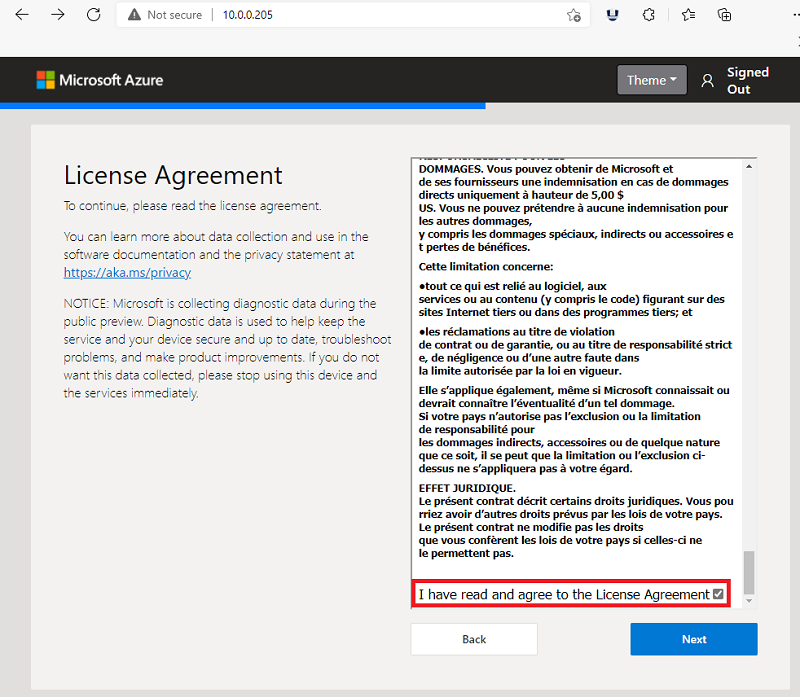 Not secure
10.0.0.205
Microsoft Azure
Theme
Signed
Out
License Agreement
To continue, please read the license agreement.
You can learn more about data collection and use in the
software documentation and the privacy statement at
https://aka.ms/privacy
NOTICE: Microsoft is collecting diagnostic data during the
public preview. Diagnostic data is used to help keep the
service and your device secure and up to date, troubleshoot
problems, and make product improvements. If you do not
want this data collected, please stop using this device and
the services immediately.
DOMMAGES. Vous pouvez obtenir de Microsoft et
de ses fournisseurs une indemnisation en cas de dommages
directs uniquement à hauteur de 5,00 $
US. Vous ne pouvez prétendre à aucune indemnisation pour
les autres dommages,
y compris les dommages spéciaux, indirects ou accessoires e
t pertes de bénéfices.
Cette limitation concerne:
●tout ce qui est relié au logiciel, aux
services ou au contenu (y compris le code) figurant sur des
sites Internet tiers ou dans des programmes tiers; et
●les réclamations au titre de violation
de contrat ou de garantie, ou au titre de responsabilité strict
e, de négligence ou d’une autre faute dans
la limite autorisée par la loi en vigueur.
Elle s’applique également, même si Microsoft connaissait ou
devrait connaître l’éventualité d’un tel dommage.
Si votre pays n’autorise pas l’exclusion ou la limitation
de responsabilité pour
les dommages indirects, accessoires ou de quelque nature
que ce soit, il se peut que la limitation ou l’exclusion ci-
dessus ne s’appliquera pas à votre égard.
EFFET JURIDIQUE.
Le présent contrat décrit certains droits juridiques. Vous pou
rriez avoir d’autres droits prévus par les lois de votre pays.
Le présent contrat ne modifie pas les droits
que vous confèrent les lois de votre pays si celles-ci ne
le permettent pas.
I have read and agree to the License Agreement
Back
Next